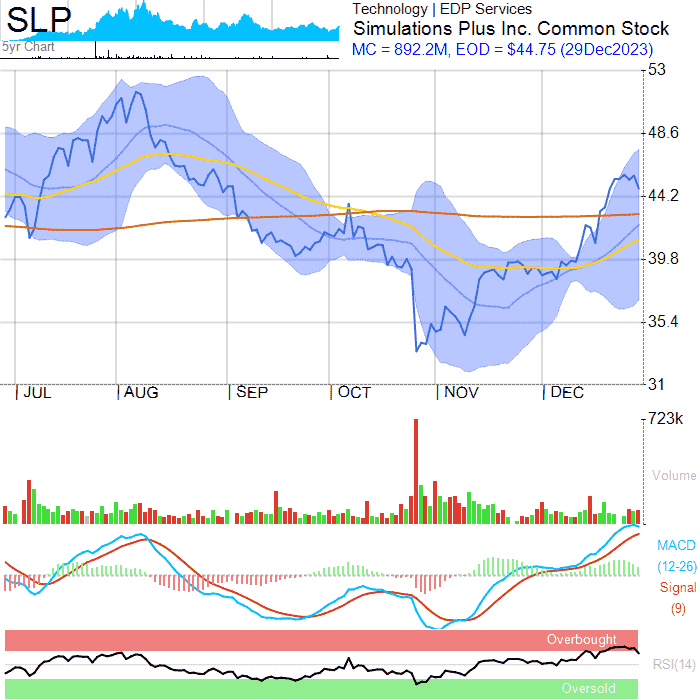 SLP
5yr Chart
Technology | EDP Services
Simulations Plus Inc. Common Stock
MC = 892.2M, EOD = $44.75 (29Dec2023)
53
48.6
44.2
39.8
35.4
31
JUL AUG SEP OCT NOV DEC
723k
Volume
MACD
(12-26)
Signal
(9)
Overbought
RSI(14)
Oversold